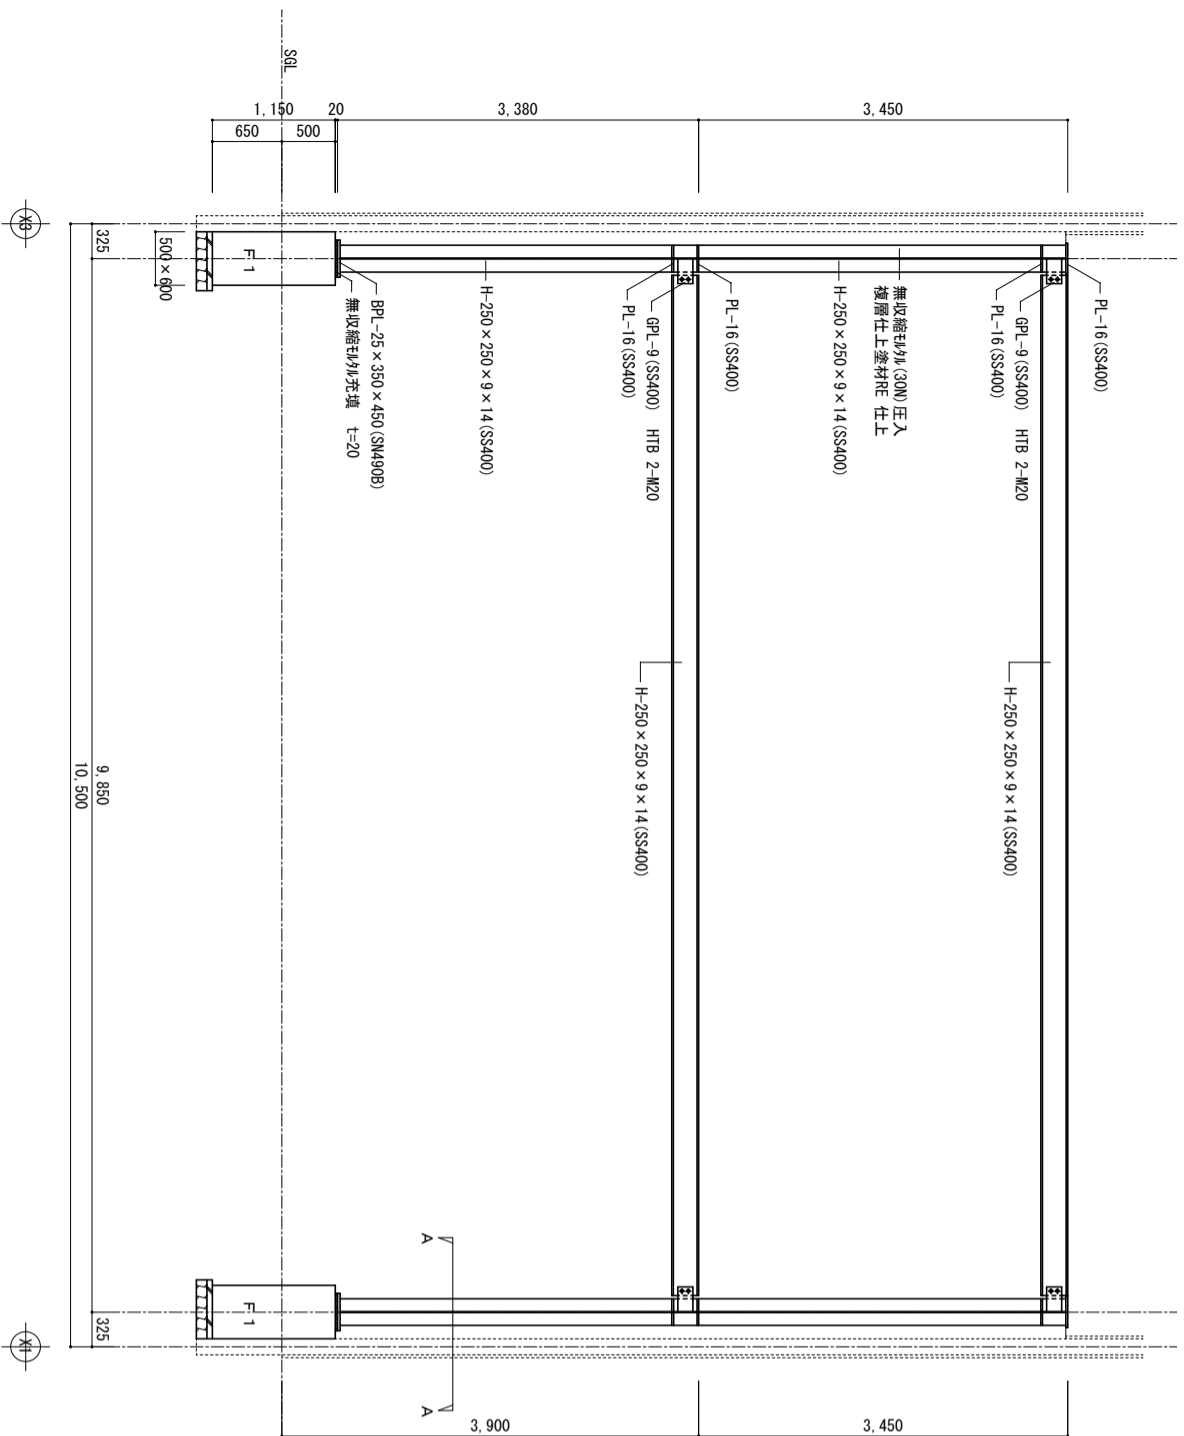 SGL
1,150
20
3,380
3,450
650
500
X3
325
500×600
F 1
BPL-25×350×450(SN490B)
無収縮ﾓﾙﾀﾙ充填 t=20
H-250×250×9×14(SS400)
PL-16(SS400)
GPL-9(SS400) HTB 2-M20
PL-16(SS400)
H-250×250×9×14(SS400)
無収縮ﾓﾙﾀﾙ(30N)圧入
複層仕上塗材RE 仕上
PL-16(SS400)
GPL-9(SS400) HTB 2-M20
PL-16(SS400)
H-250×250×9×14(SS400)
H-250×250×9×14(SS400)
9,850
10,500
A
A
F 1
325
X1
3,900
3,450